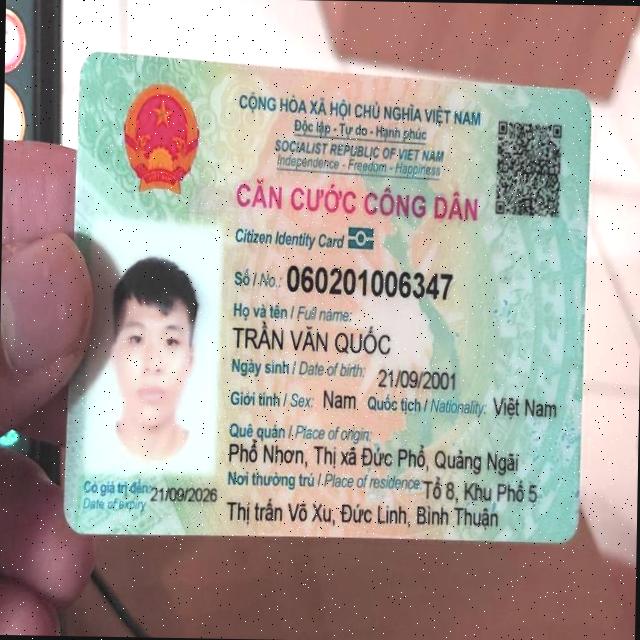 CỘNG HÒA XÃ HỘI CHỦ NGHĨA VIỆT NAM
Độc lập - Tự do - Hạnh phúc
SOCIALIST REPUBLIC OF VIET NAM
Independence - Freedom - Happiness
CĂN CƯỚC CÔNG DÂN
Citizen Identity Card
Số / No.: 060201006347
Họ và tên / Full name:
TRẦN VĂN QUỐC
Ngày sinh / Date of birth: 21/09/2001
Giới tính / Sex: Nam Quốc tịch / Nationality: Việt Nam
Quê quán / Place of origin:
Phổ Nhơn, Thị xã Đức Phổ, Quảng Ngãi
Nơi thường trú / Place of residence: Tổ 8, Khu Phố 5
Thị trấn Võ Xu, Đức Linh, Bình Thuận
Có giá trị đến: 21/09/2026
Date of expiry